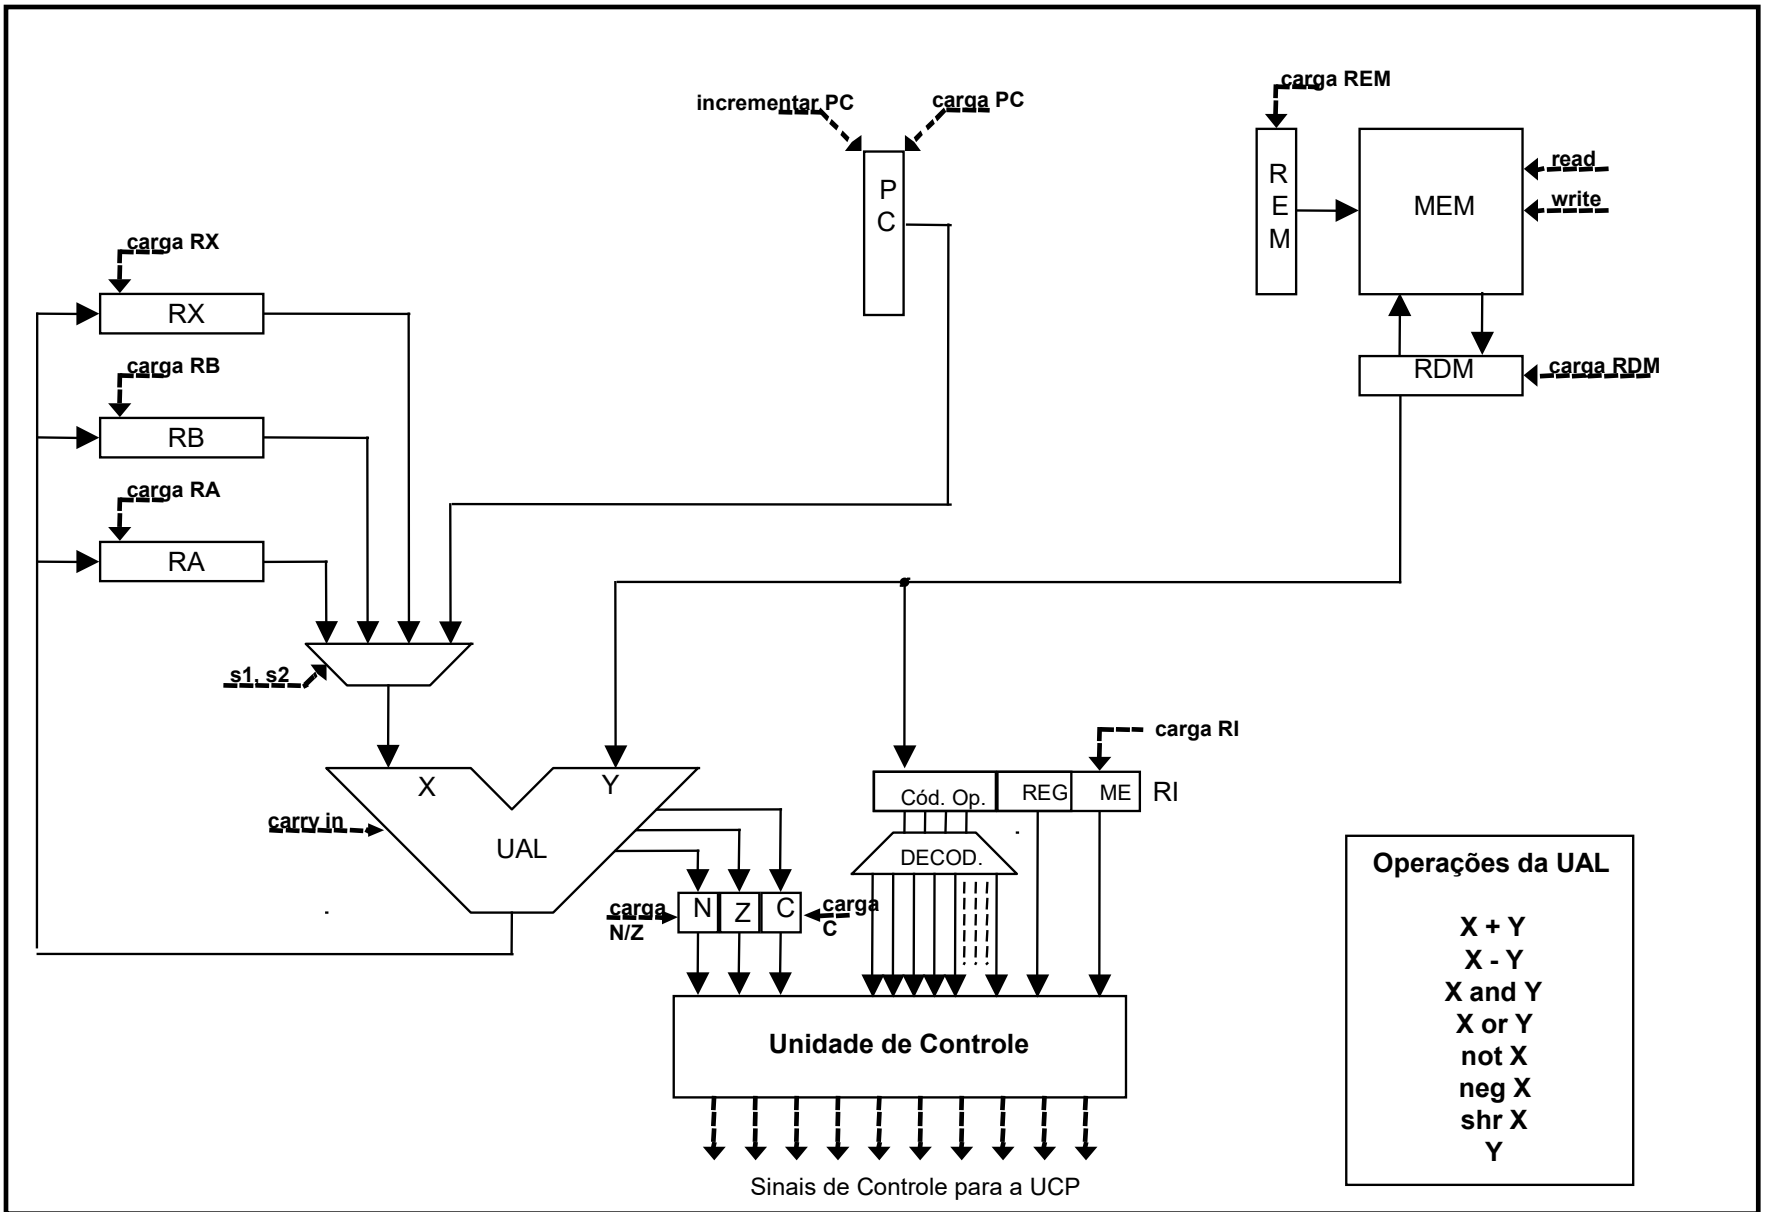 carga REM
incrementar PC
carga PC
P
C
R
E
M
MEM
read
write
carga RX
RX
RDM
carga RDM
carga RB
RB
carga RA
RA
s1, s2
carga RI
X
Y
Cód. Op.
REG
ME
RI
carry in
UAL
DECOD.
carga
N/Z
N
Z
C
carga
C
Unidade de Controle
Sinais de Controle para a UCP
Operações da UAL
X + Y
X - Y
X and Y
X or Y
not X
neg X
shr X
Y